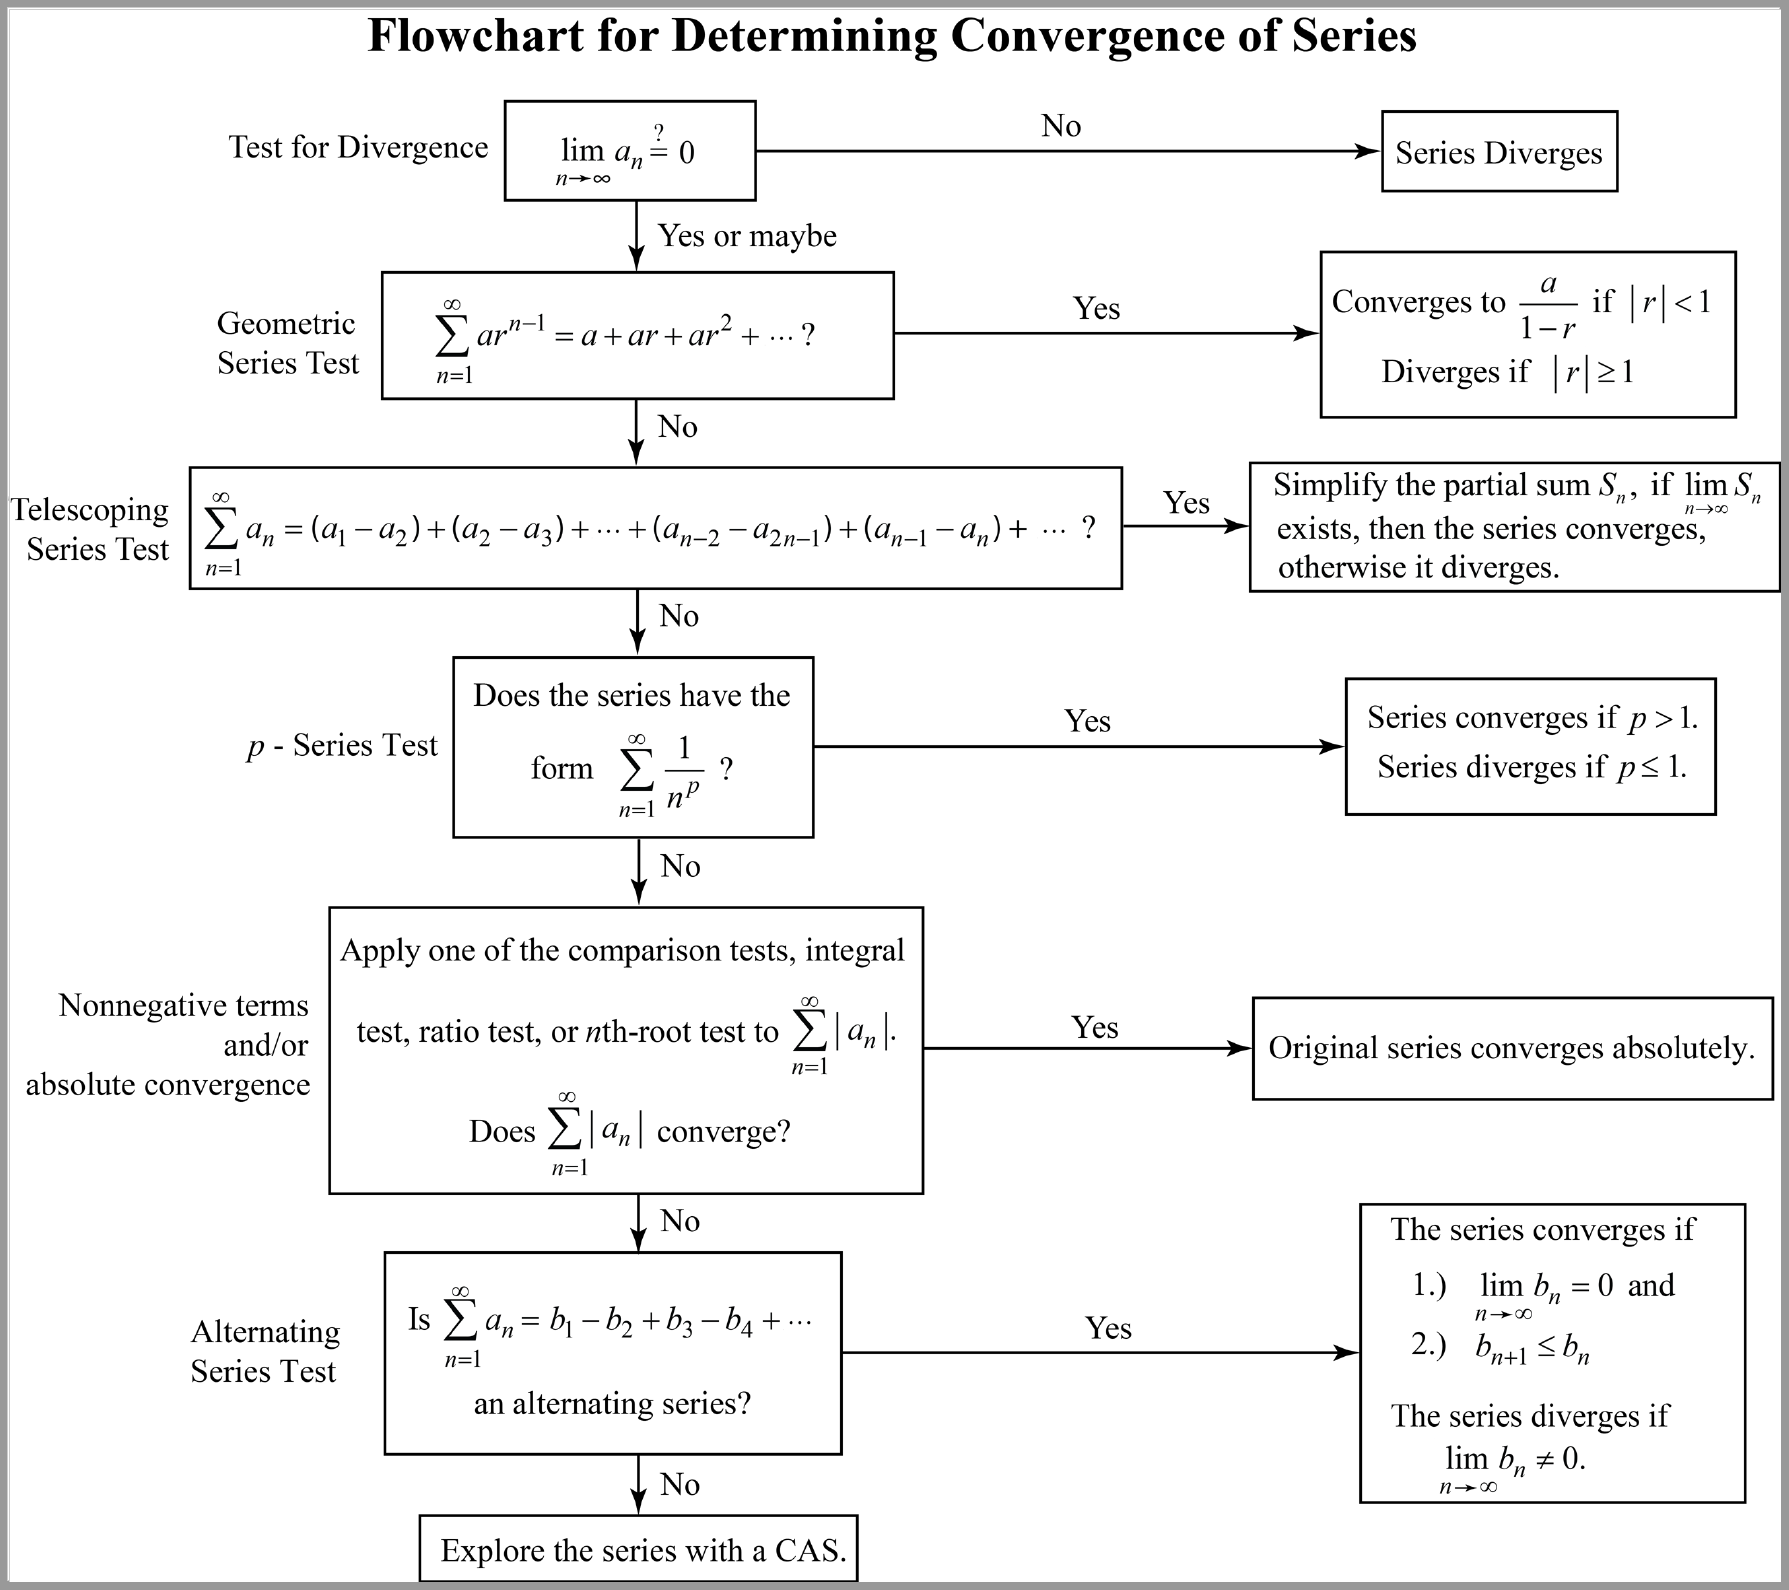 Flowchart for Determining Convergence of Series
Test for Divergence
lim a_n ≟ 0
n→∞
No
Series Diverges
Yes or maybe
Geometric
Series Test
∑_{n=1}^{∞} ar^{n−1} = a + ar + ar² + ⋯ ?
Yes
Converges to a/(1−r) if |r| < 1
Diverges if |r| ≥ 1
No
Telescoping
Series Test
∑_{n=1}^{∞} a_n = (a_1 − a_2) + (a_2 − a_3) + ⋯ + (a_{n−2} − a_{2n−1}) + (a_{n−1} − a_n) + ⋯ ?
Yes
Simplify the partial sum S_n, if lim_{n→∞} S_n
exists, then the series converges,
otherwise it diverges.
No
p - Series Test
Does the series have the
form ∑_{n=1}^{∞} 1/n^p ?
Yes
Series converges if p > 1.
Series diverges if p ≤ 1.
No
Nonnegative terms
and/or
absolute convergence
Apply one of the comparison tests, integral
test, ratio test, or nth-root test to ∑_{n=1}^{∞} |a_n|.
Does ∑_{n=1}^{∞} |a_n| converge?
Yes
Original series converges absolutely.
No
Alternating
Series Test
Is ∑_{n=1}^{∞} a_n = b_1 − b_2 + b_3 − b_4 + ⋯
an alternating series?
Yes
The series converges if
1.) lim_{n→∞} b_n = 0 and
2.) b_{n+1} ≤ b_n
The series diverges if
lim_{n→∞} b_n ≠ 0.
No
Explore the series with a CAS.